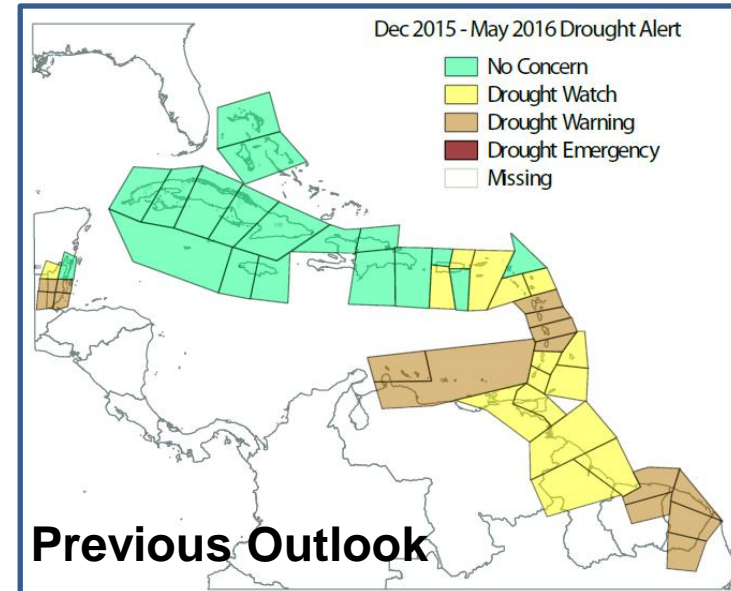 Dec 2015 - May 2016 Drought Alert
No Concern
Drought Watch
Drought Warning
Drought Emergency
Missing
Previous Outlook